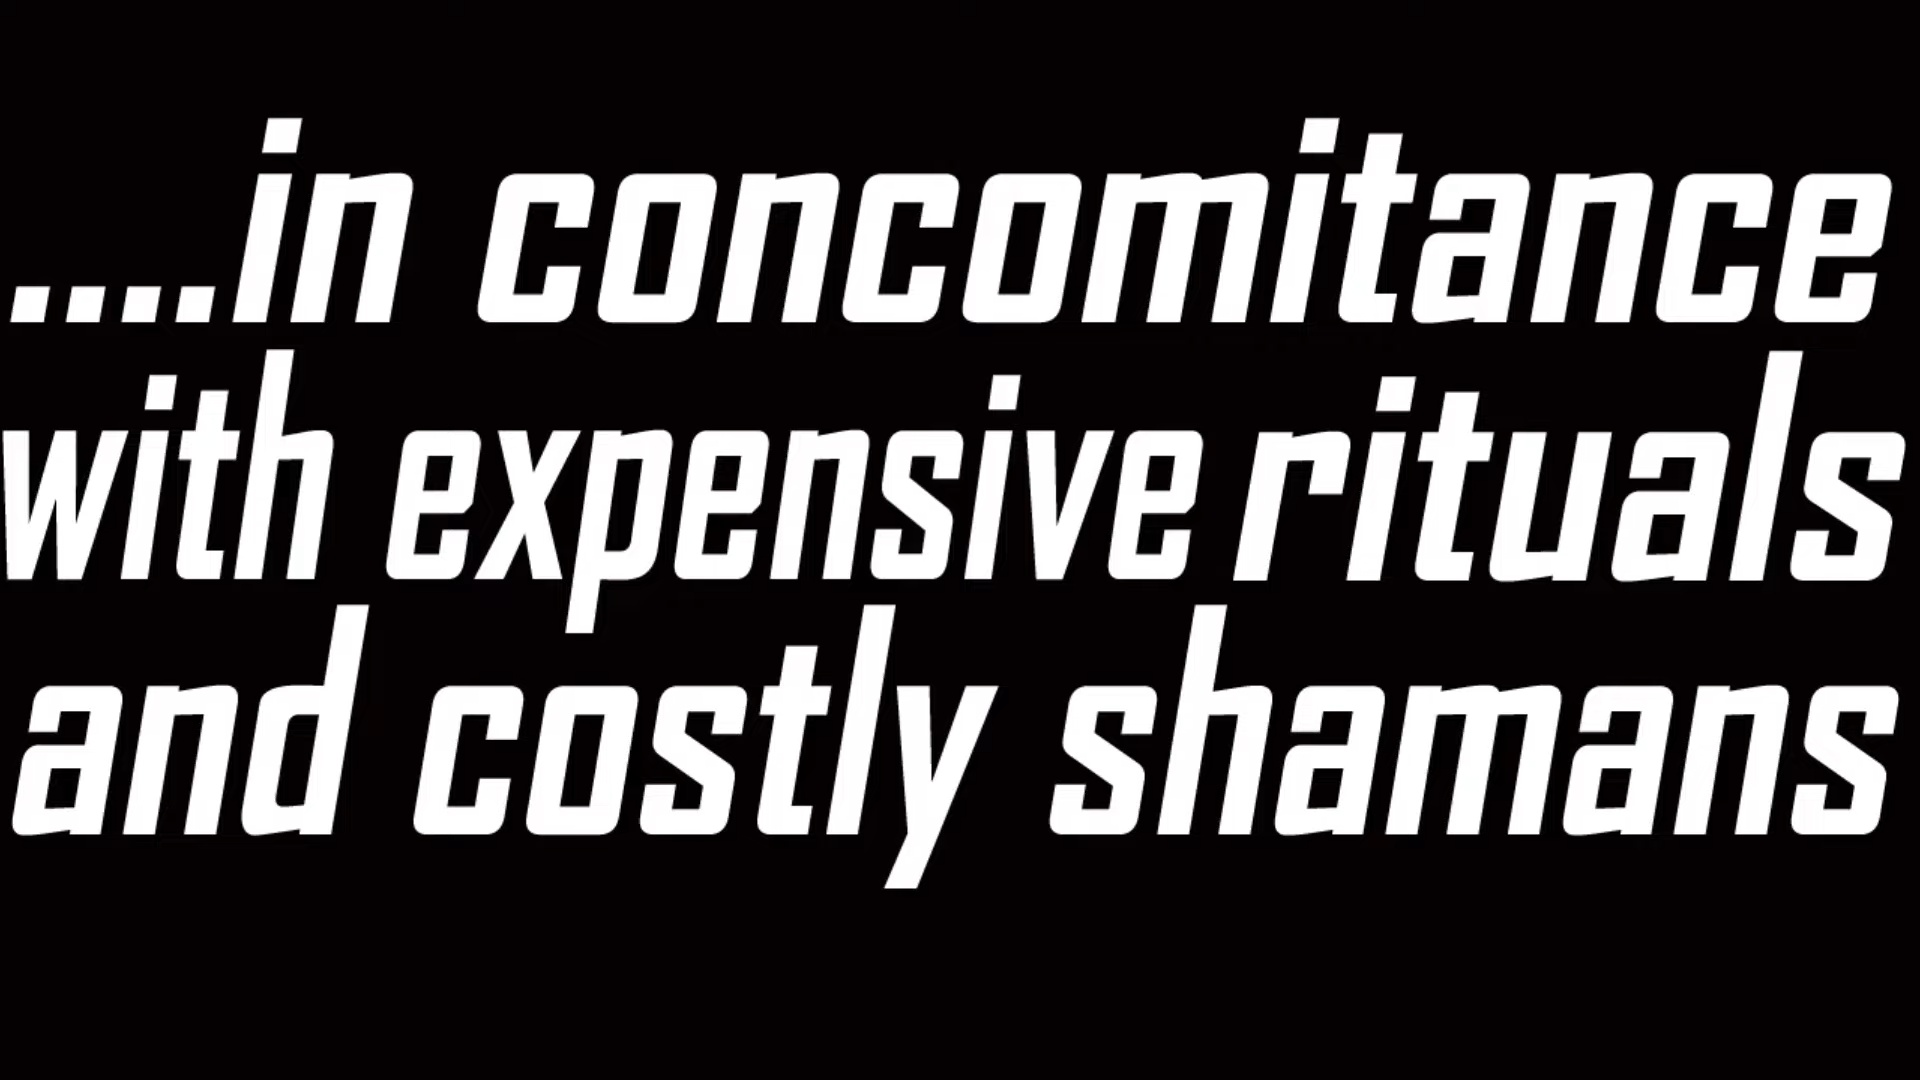 ....in concomitance
with expensive rituals
and costly shamans